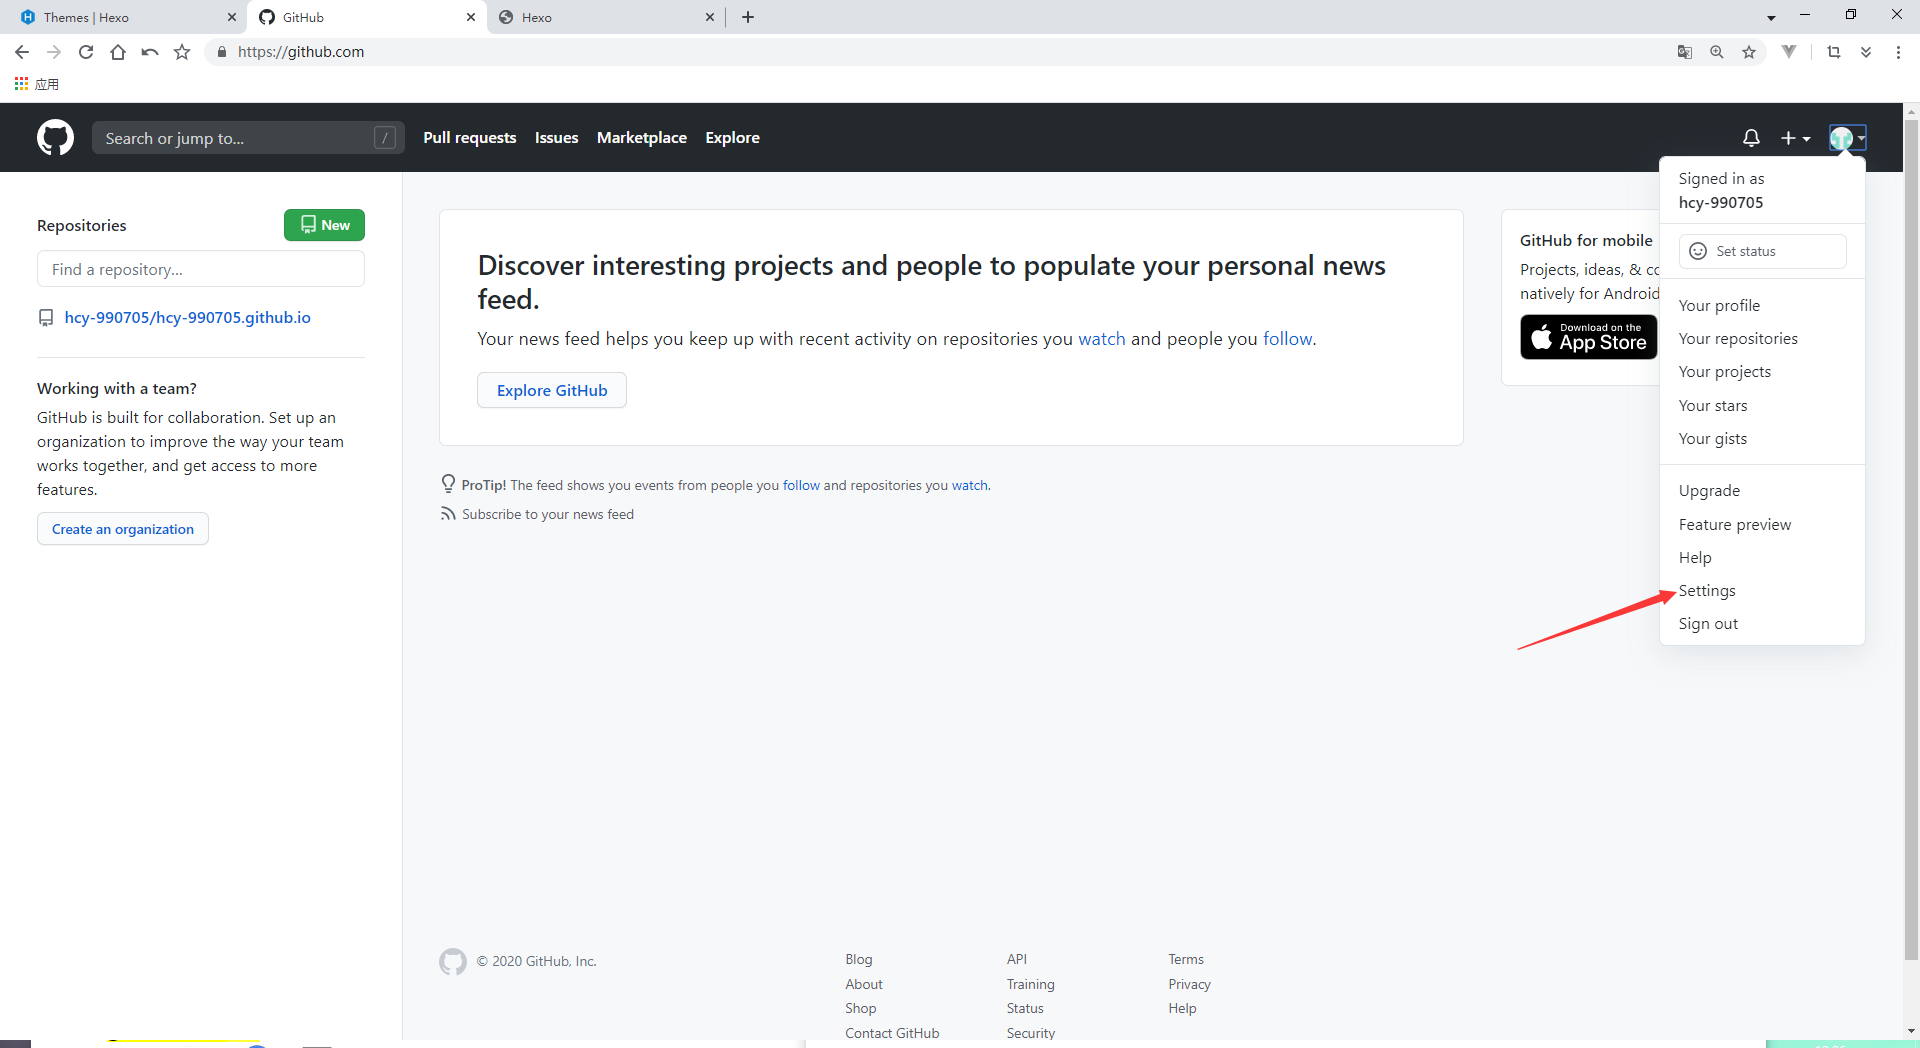 Themes | Hexo
GitHub
Hexo
https://github.com
应用
Search or jump to...
/
Pull requests
Issues
Marketplace
Explore
Signed in as
hcy-990705
Set status
Your profile
Your repositories
Your projects
Your stars
Your gists
Upgrade
Feature preview
Help
Settings
Sign out
Repositories
New
Find a repository...
hcy-990705/hcy-990705.github.io
Working with a team?
GitHub is built for collaboration. Set up an
organization to improve the way your team
works together, and get access to more
features.
Create an organization
Discover interesting projects and people to populate your personal news
feed.
Your news feed helps you keep up with recent activity on repositories you watch and people you follow.
Explore GitHub
ProTip! The feed shows you events from people you follow and repositories you watch.
Subscribe to your news feed
GitHub for mobile
Projects, ideas, & co
natively for Android
Download on the
App Store
© 2020 GitHub, Inc.
Blog
About
Shop
Contact GitHub
API
Training
Status
Security
Terms
Privacy
Help